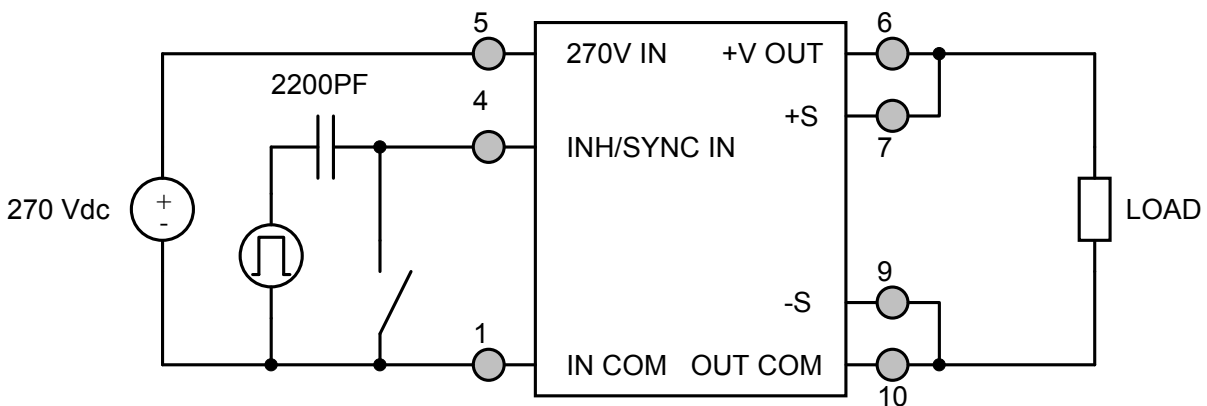 5
6
270V IN
+V OUT
2200PF
4
+S
7
INH/SYNC IN
270 Vdc
+
-
LOAD
9
-S
1
IN COM
OUT COM
10